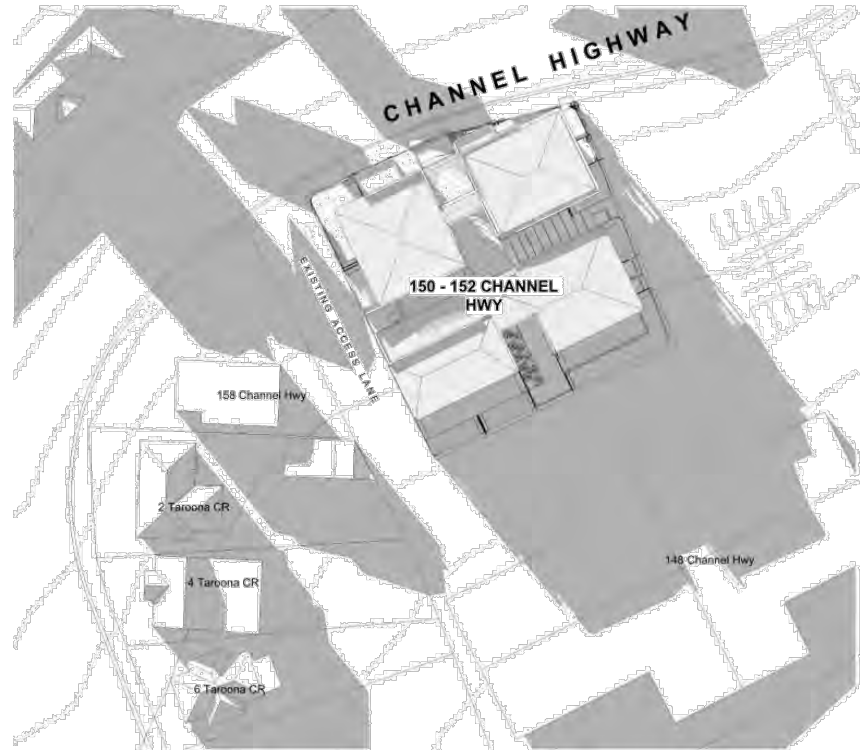 CHANNEL HIGHWAY
EXISTING ACCESS LANE
150 - 152 CHANNEL
HWY
158 Channel Hwy
2 Taroona CR
148 Channel Hwy
4 Taroona CR
6 Taroona CR